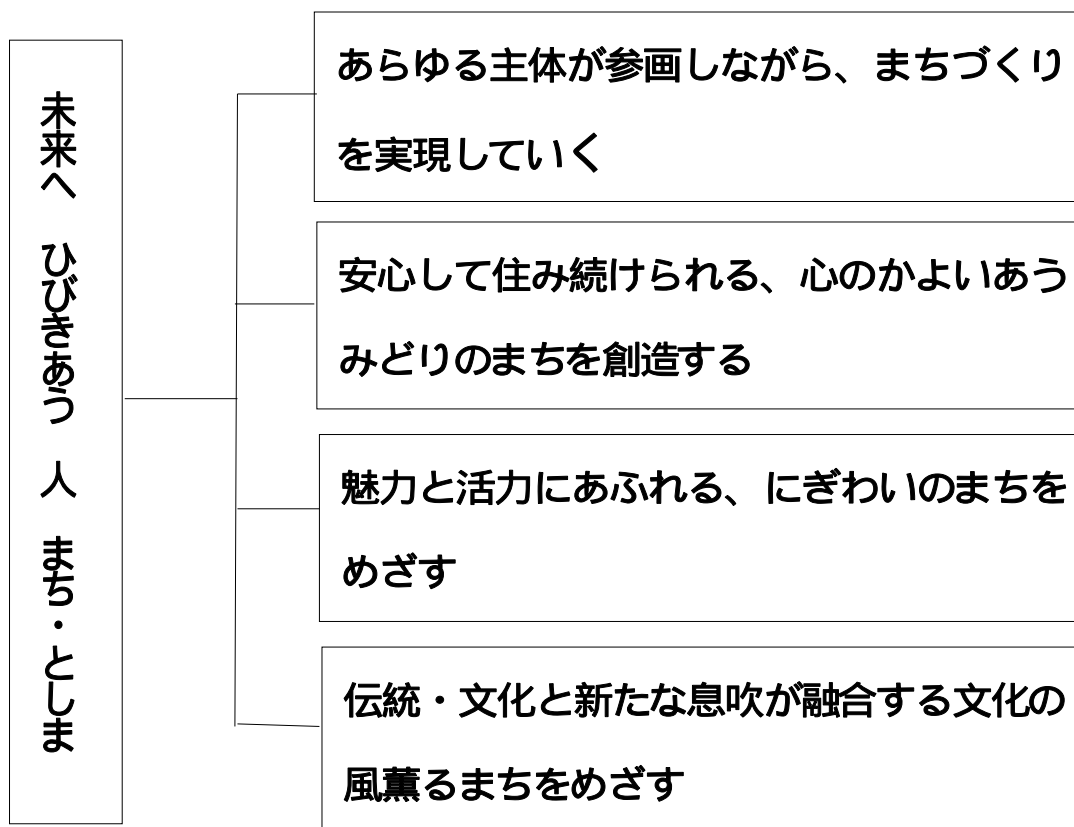 未来へ　ひびきあう　人　まち・としま
あらゆる主体が参画しながら、まちづくり
を実現していく
安心して住み続けられる、心のかよいあう
みどりのまちを創造する
魅力と活力にあふれる、にぎわいのまちを
めざす
伝統・文化と新たな息吹が融合する文化の
風薫るまちをめざす